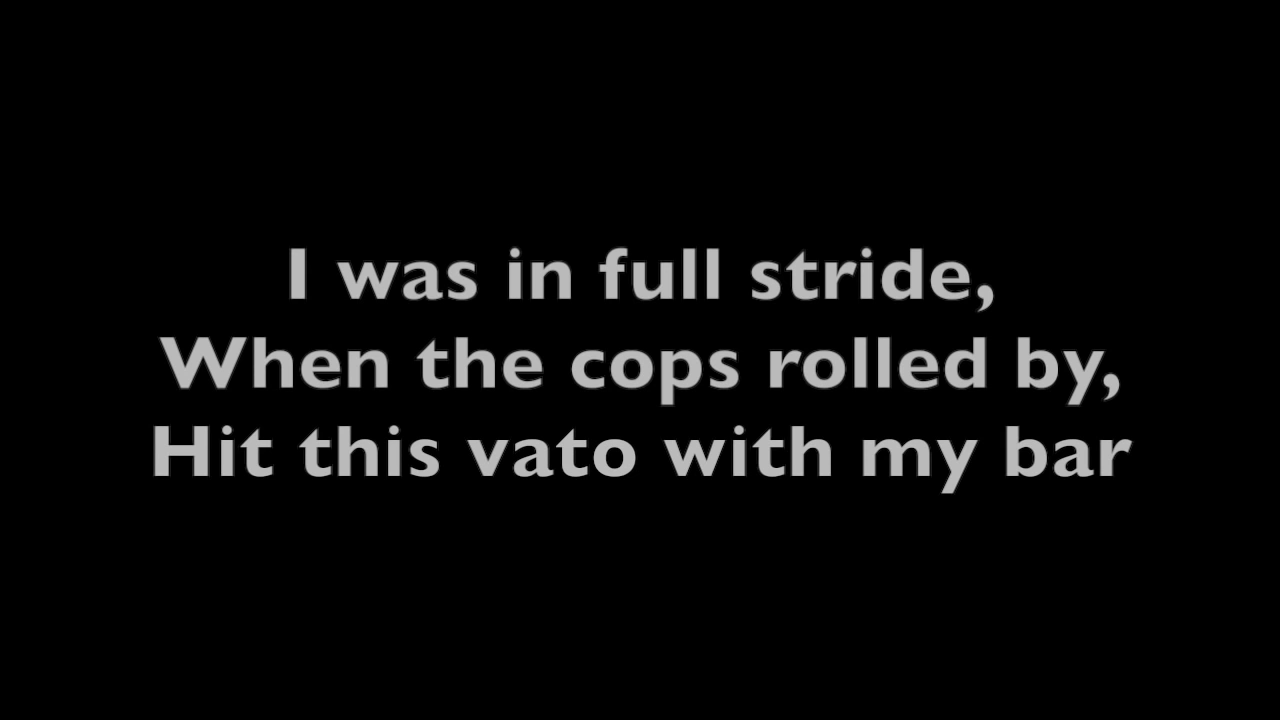 I was in full stride,
When the cops rolled by,
Hit this vato with my bar